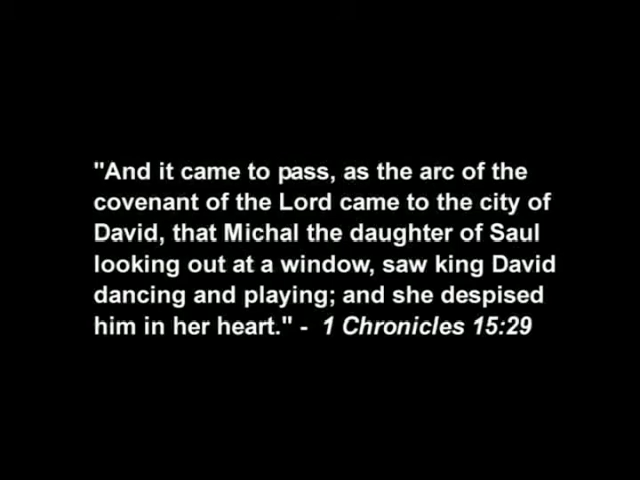 "And it came to pass, as the arc of the
covenant of the Lord came to the city of
David, that Michal the daughter of Saul
looking out at a window, saw king David
dancing and playing; and she despised
him in her heart." - 1 Chronicles 15:29